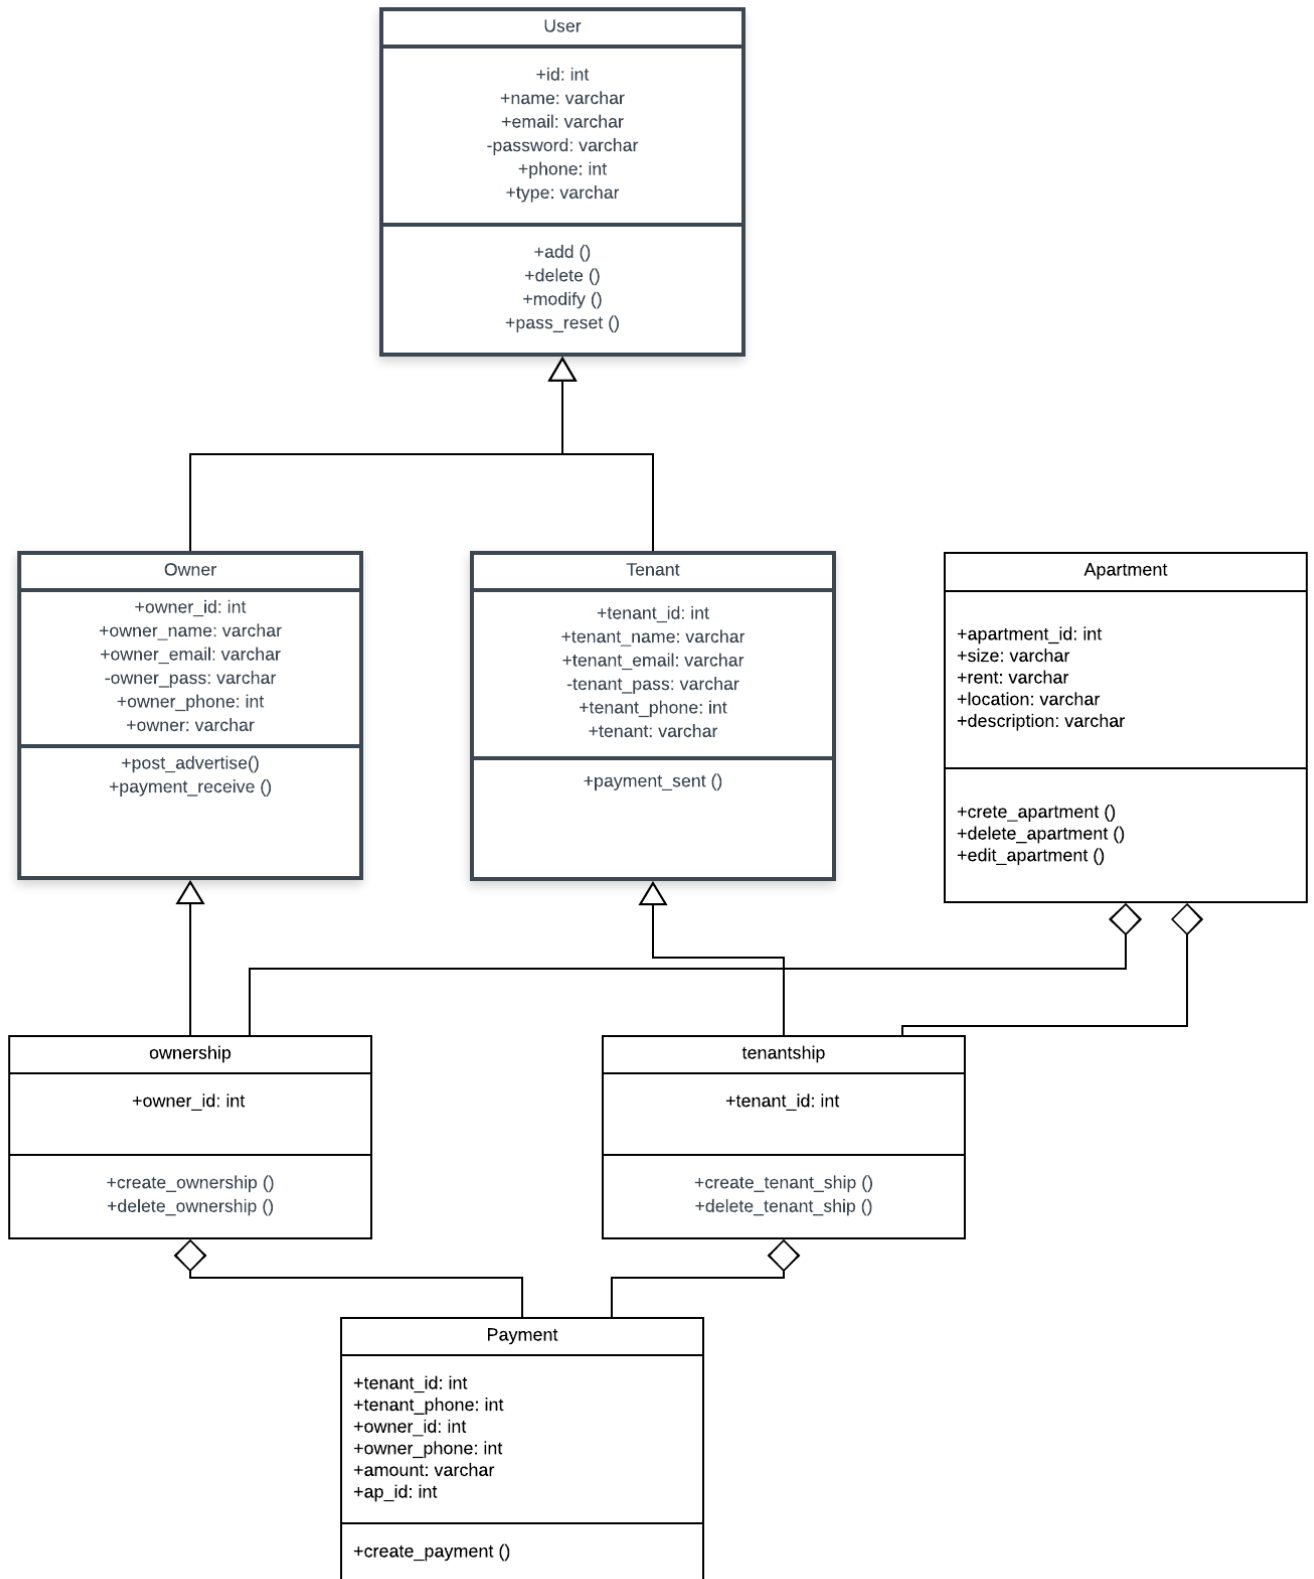 User
+id: int
+name: varchar
+email: varchar
-password: varchar
+phone: int
+type: varchar
+add ()
+delete ()
+modify ()
+pass_reset ()
Owner
+owner_id: int
+owner_name: varchar
+owner_email: varchar
-owner_pass: varchar
+owner_phone: int
+owner: varchar
+post_advertise()
+payment_receive ()
Tenant
+tenant_id: int
+tenant_name: varchar
+tenant_email: varchar
-tenant_pass: varchar
+tenant_phone: int
+tenant: varchar
+payment_sent ()
Apartment
+apartment_id: int
+size: varchar
+rent: varchar
+location: varchar
+description: varchar
+crete_apartment ()
+delete_apartment ()
+edit_apartment ()
ownership
+owner_id: int
+create_ownership ()
+delete_ownership ()
tenantship
+tenant_id: int
+create_tenant_ship ()
+delete_tenant_ship ()
Payment
+tenant_id: int
+tenant_phone: int
+owner_id: int
+owner_phone: int
+amount: varchar
+ap_id: int
+create_payment ()